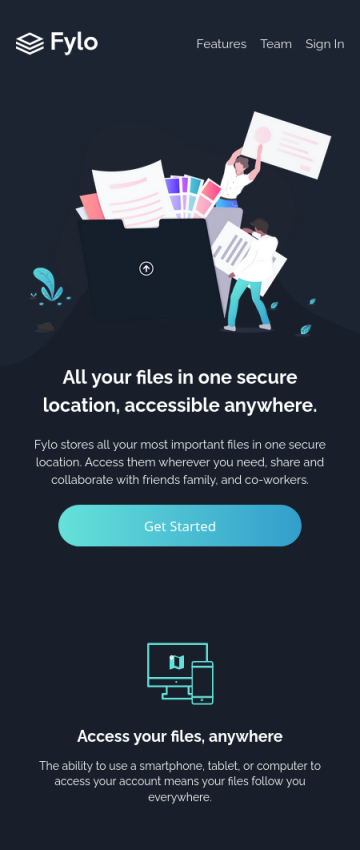 Fylo
Features Team Sign In
All your files in one secure
location, accessible anywhere.
Fylo stores all your most important files in one secure
location. Access them wherever you need, share and
collaborate with friends family, and co-workers.
Get Started
Access your files, anywhere
The ability to use a smartphone, tablet, or computer to
access your account means your files follow you
everywhere.